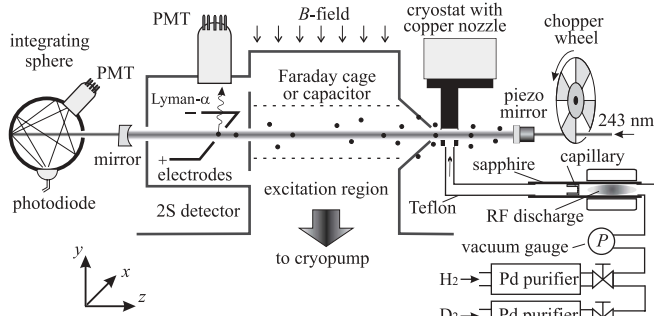 integrating
sphere
PMT
PMT
B-field
cryostat with
copper nozzle
chopper
wheel
Lyman-α
Faraday cage
or capacitor
piezo
mirror
243 nm
mirror
+
electrodes
photodiode
2S detector
excitation region
to cryopump
sapphire
capillary
Teflon
RF discharge
vacuum gauge
P
y
x
z
H2
Pd purifier
D2
Pd purifier